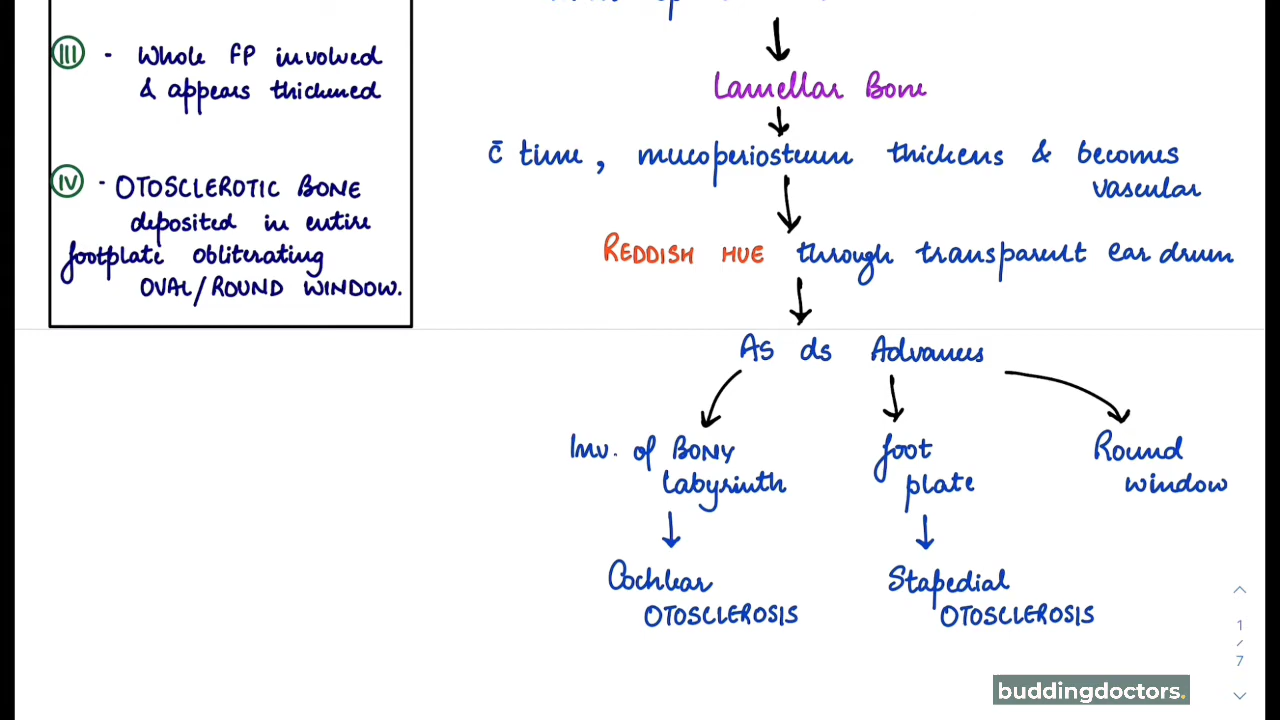 III - Whole FP involved
& appears thickened
IV - OTOSCLEROTIC BONE
deposited in entire
footplate obliterating
OVAL/ROUND WINDOW.
Lamellar Bone
c̄ time, mucoperiosteum thickens & becomes
vascular
REDDISH HUE through transparent ear drum
As ds Advances
Inv. of BONY
Labyrinth
foot
plate
Round
window
Cochlear
OTOSCLEROSIS
Stapedial
OTOSCLEROSIS
1
/
7
buddingdoctors.